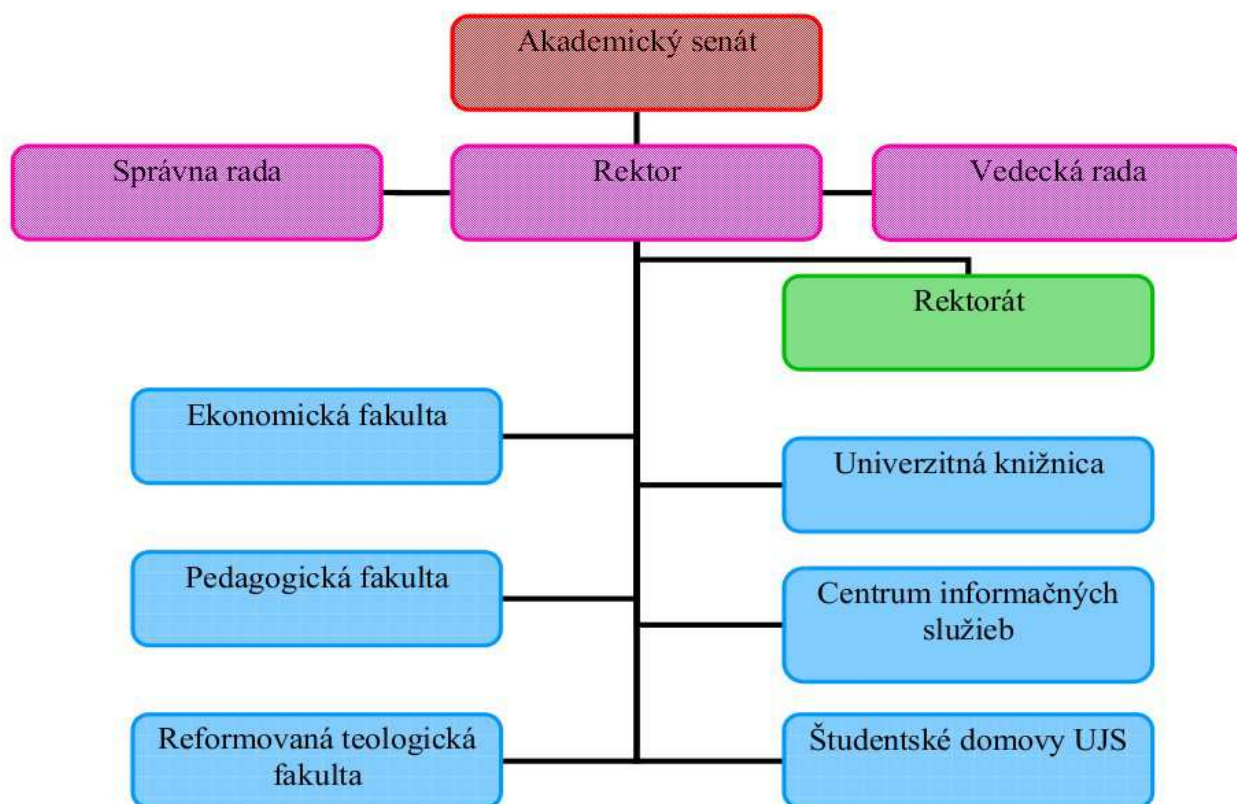 Akademický senát
Správna rada
Rektor
Vedecká rada
Rektorát
Ekonomická fakulta
Univerzitná knižnica
Pedagogická fakulta
Centrum informačných
služieb
Reformovaná teologická
fakulta
Študentské domovy UJS